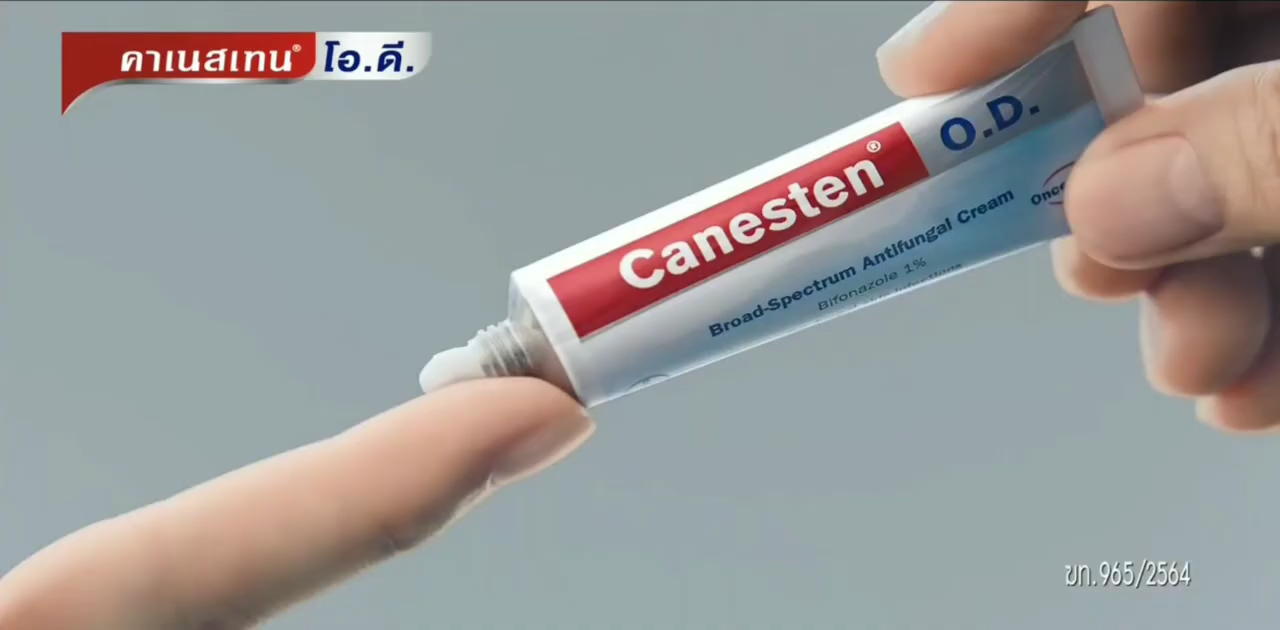 คาเนสเทน® โอ.ดี.
Canesten® O.D.
Broad-Spectrum Antifungal Cream
Bifonazole 1%
ฆท. 965/2564